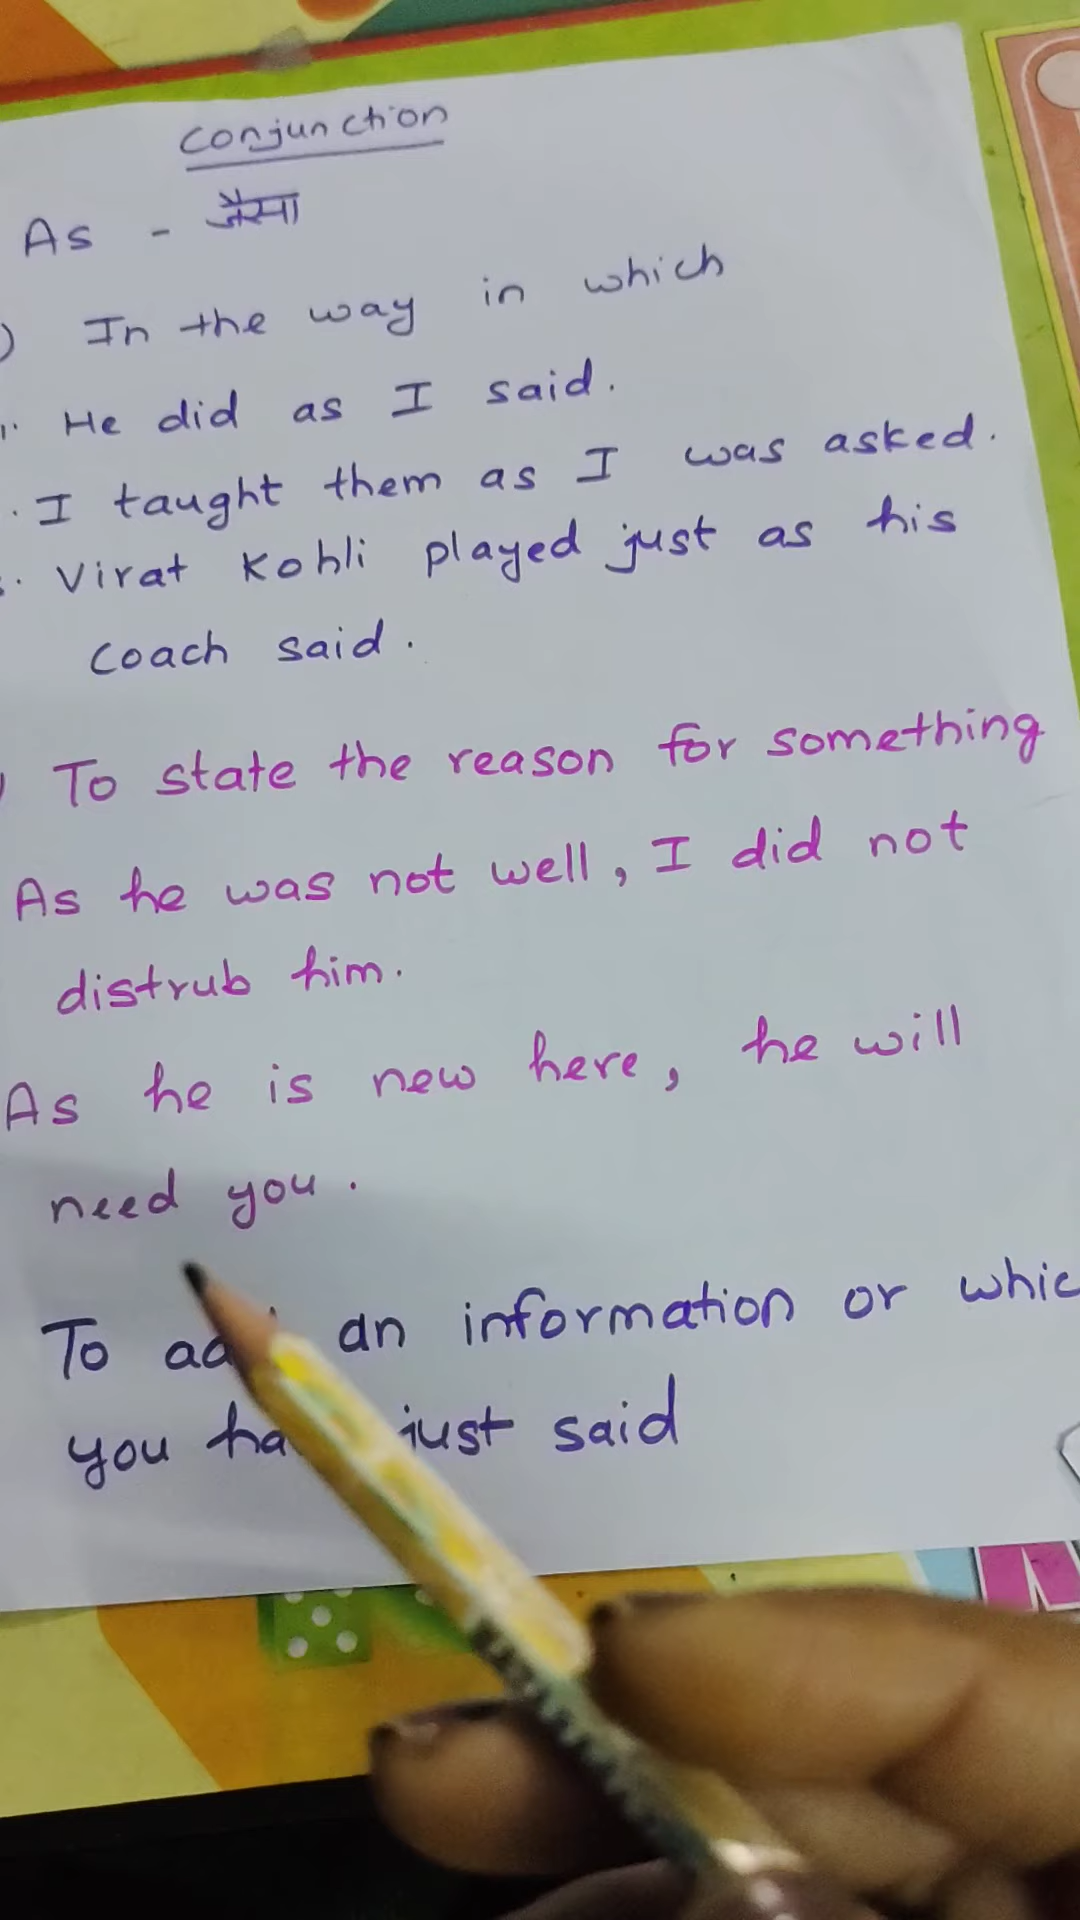 Conjunction
As - जैसा
) In the way in which
1. He did as I said.
. I taught them as I was asked.
. Virat Kohli played just as his
Coach said.
To state the reason for something
As he was not well, I did not
distrub him.
As he is new here, he will
need you.
To an information or
you just said